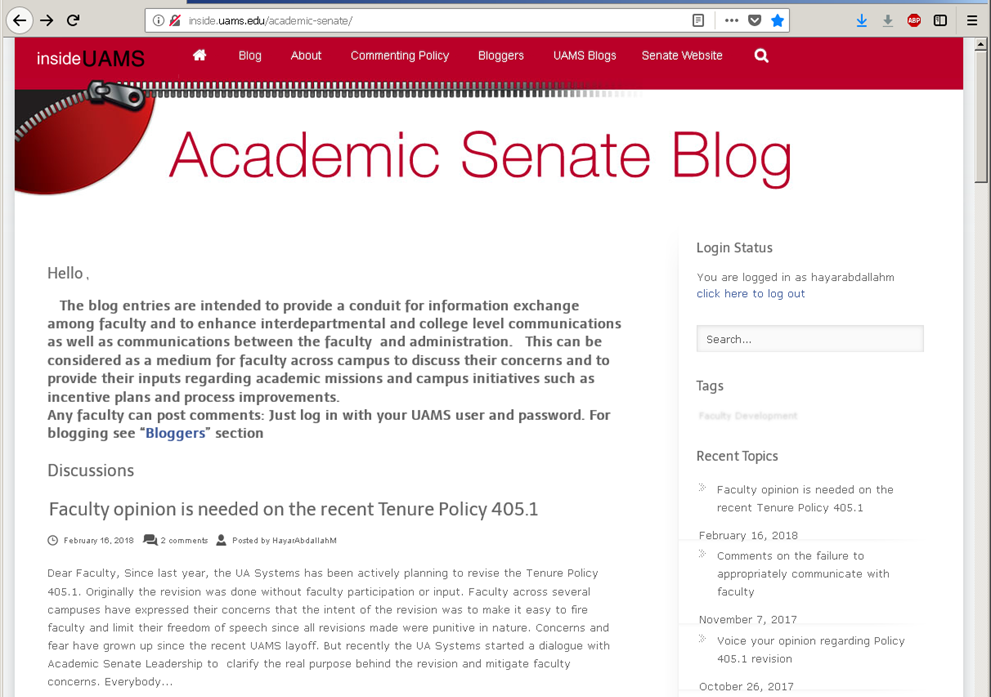 inside.uams.edu/academic-senate/
ABP
insideUAMS
Blog
About
Commenting Policy
Bloggers
UAMS Blogs
Senate Website
Academic Senate Blog
Hello ,
The blog entries are intended to provide a conduit for information exchange
among faculty and to enhance interdepartmental and college level communications
as well as communications between the faculty and administration. This can be
considered as a medium for faculty across campus to discuss their concerns and to
provide their inputs regarding academic missions and campus initiatives such as
incentive plans and process improvements.
Any faculty can post comments: Just log in with your UAMS user and password. For
blogging see “Bloggers” section
Discussions
Faculty opinion is needed on the recent Tenure Policy 405.1
February 16, 2018 2 comments Posted by HayarAbdallahM
Dear Faculty, Since last year, the UA Systems has been actively planning to revise the Tenure Policy
405.1. Originally the revision was done without faculty participation or input. Faculty across several
campuses have expressed their concerns that the intent of the revision was to make it easy to fire
faculty and limit their freedom of speech since all revisions made were punitive in nature. Concerns and
fear have grown up since the recent UAMS layoff. But recently the UA Systems started a dialogue with
Academic Senate Leadership to clarify the real purpose behind the revision and mitigate faculty
concerns. Everybody...
Login Status
You are logged in as hayarabdallahm
click here to log out
Search...
Tags
Faculty Development
Recent Topics
Faculty opinion is needed on the
recent Tenure Policy 405.1
February 16, 2018
Comments on the failure to
appropriately communicate with
faculty
November 7, 2017
Voice your opinion regarding Policy
405.1 revision
October 26, 2017